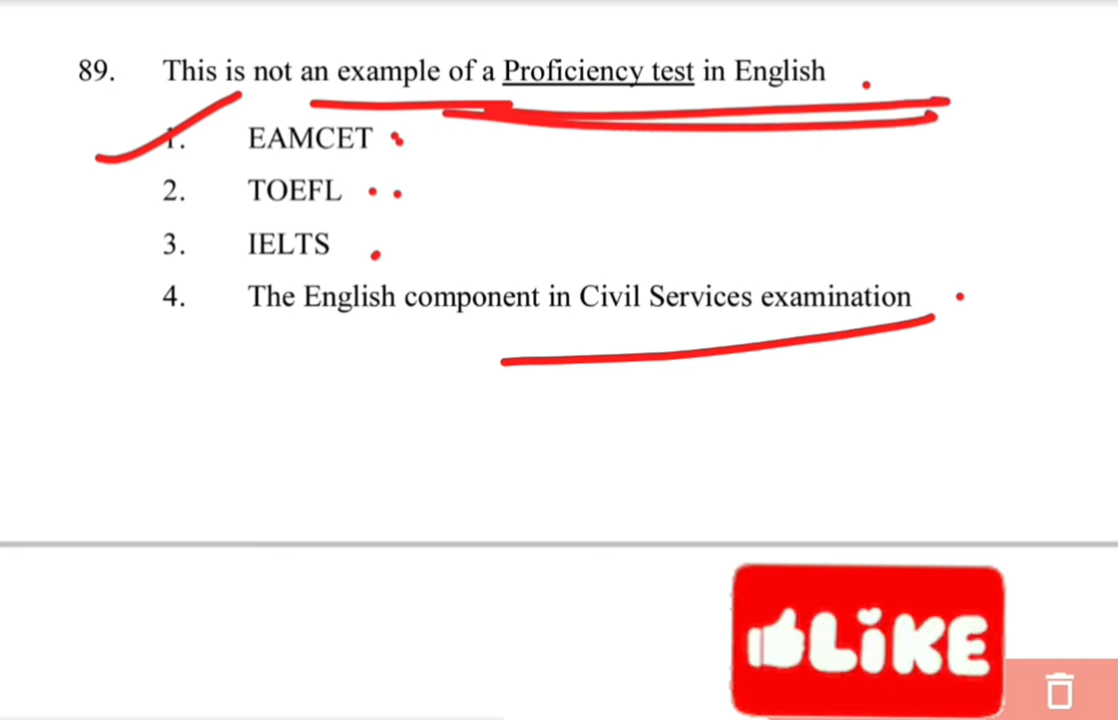 89. This is not an example of a Proficiency test in English
1. EAMCET
2. TOEFL
3. IELTS
4. The English component in Civil Services examination
LiKE